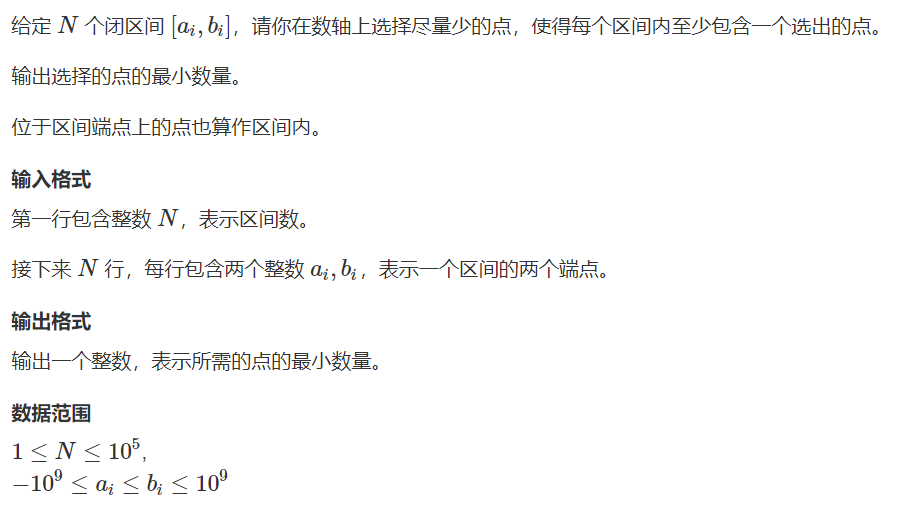 给定 $N$ 个闭区间 $[a_i, b_i]$，请你在数轴上选择尽量少的点，使得每个区间内至少包含一个选出的点。
输出选择的点的最小数量。
位于区间端点上的点也算作区间内。
输入格式
第一行包含整数 $N$，表示区间数。
接下来 $N$ 行，每行包含两个整数 $a_i, b_i$，表示一个区间的两个端点。
输出格式
输出一个整数，表示所需的点的最小数量。
数据范围
$1 \le N \le 10^5$,
$-10^9 \le a_i \le b_i \le 10^9$